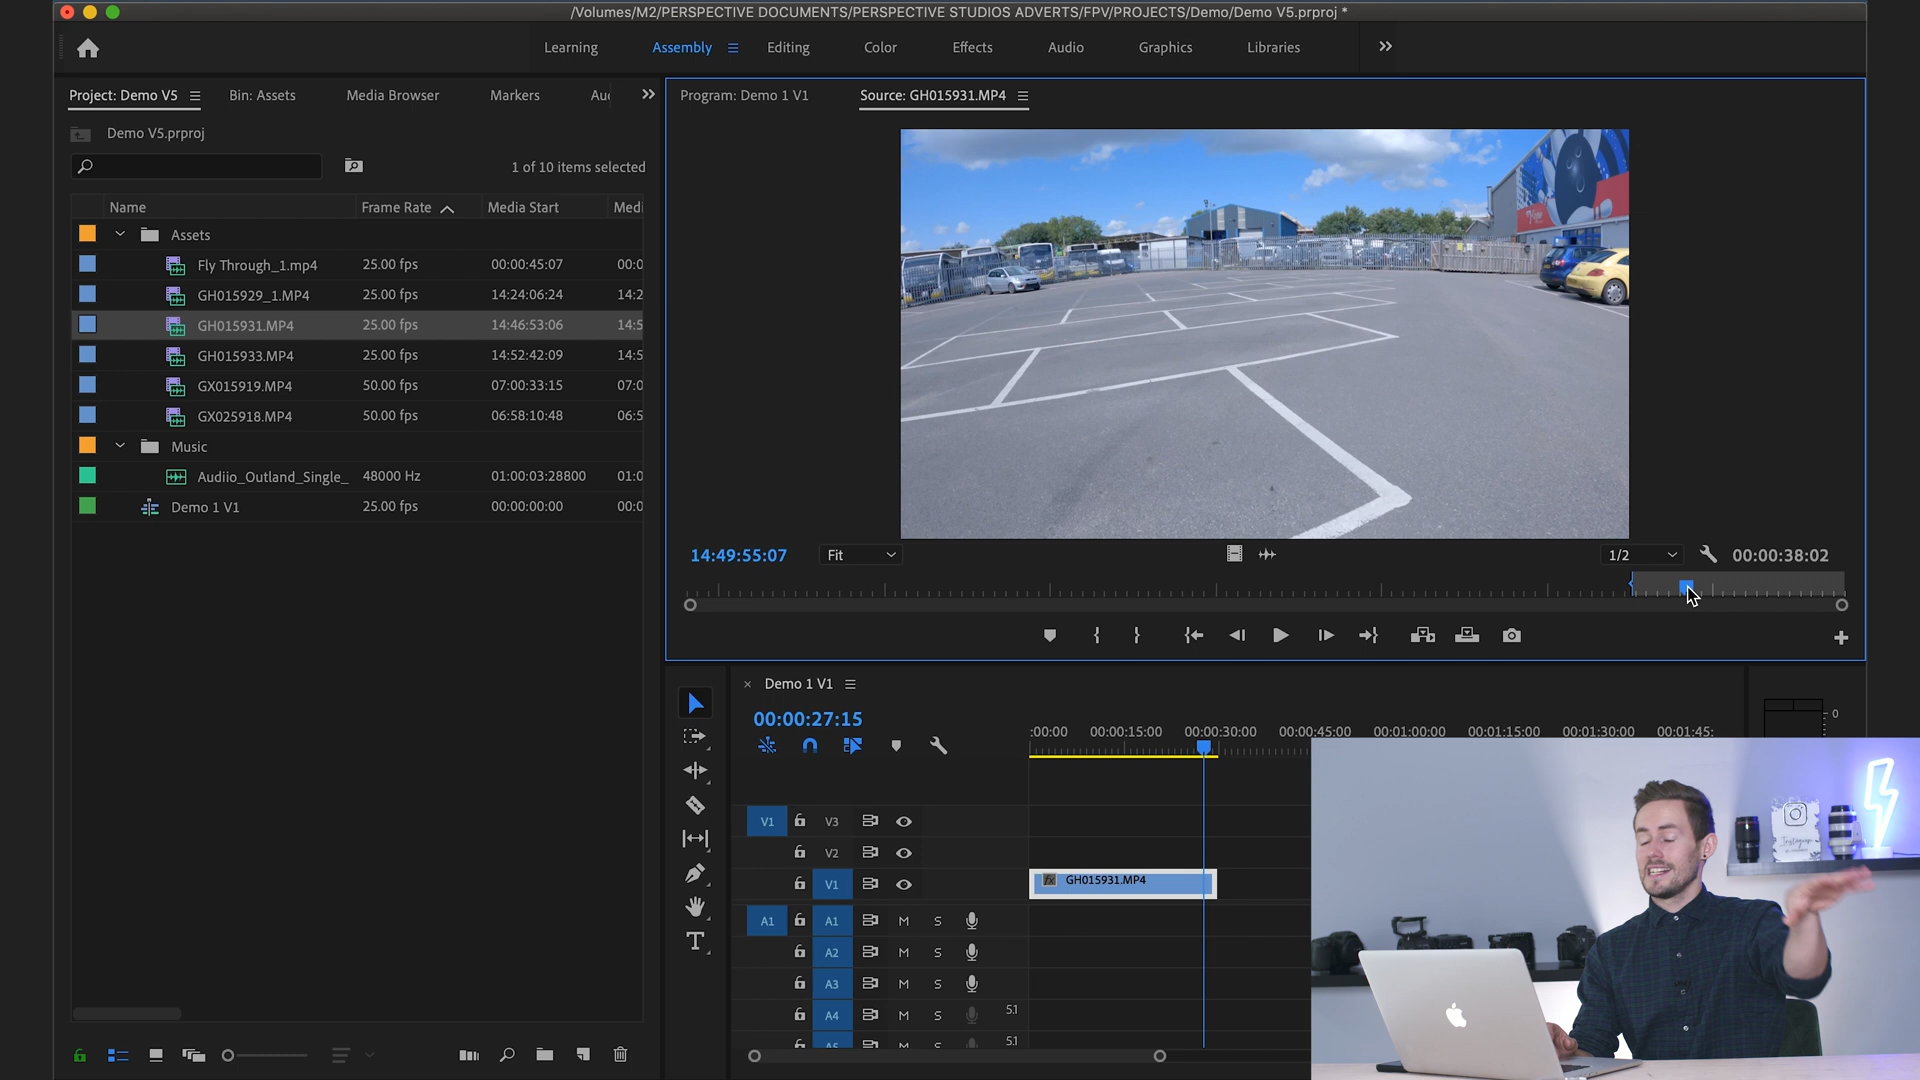 /Volumes/M2/PERSPECTIVE DOCUMENTS/PERSPECTIVE STUDIOS ADVERTS/FPV/PROJECTS/Demo/Demo V5.prproj *
Learning Assembly Editing Color Effects Audio Graphics Libraries
Project: Demo V5 Bin: Assets Media Browser Markers Au
Program: Demo 1 V1 Source: GH015931.MP4
Demo V5.prproj
1 of 10 items selected
Name Frame Rate Media Start Medi
Assets
Fly Through_1.mp4 25.00 fps 00:00:45:07 00:0
GH015929_1.MP4 25.00 fps 14:24:06:24 14:2
GH015931.MP4 25.00 fps 14:46:53:06 14:5
GH015933.MP4 25.00 fps 14:52:42:09 14:5
GX015919.MP4 50.00 fps 07:00:33:15 07:0
GX025918.MP4 50.00 fps 06:58:10:48 06:5
Music
Audiio_Outland_Single_ 48000 Hz 01:00:03:28800 01:0
Demo 1 V1 25.00 fps 00:00:00:00 00:0
14:49:55:07 Fit 1/2 00:00:38:02
Demo 1 V1
00:00:27:15
:00:00 00:00:15:00 00:00:30:00 00:00:45:00 00:01:00:00 00:01:15:00 00:01:30:00 00:01:45:
0
V1 V3
V2
V1
fx GH015931.MP4
A1 A1 M S
A2 M S
A3 M S
A4 M S 5.1
A5 M S 5.1
Instagram